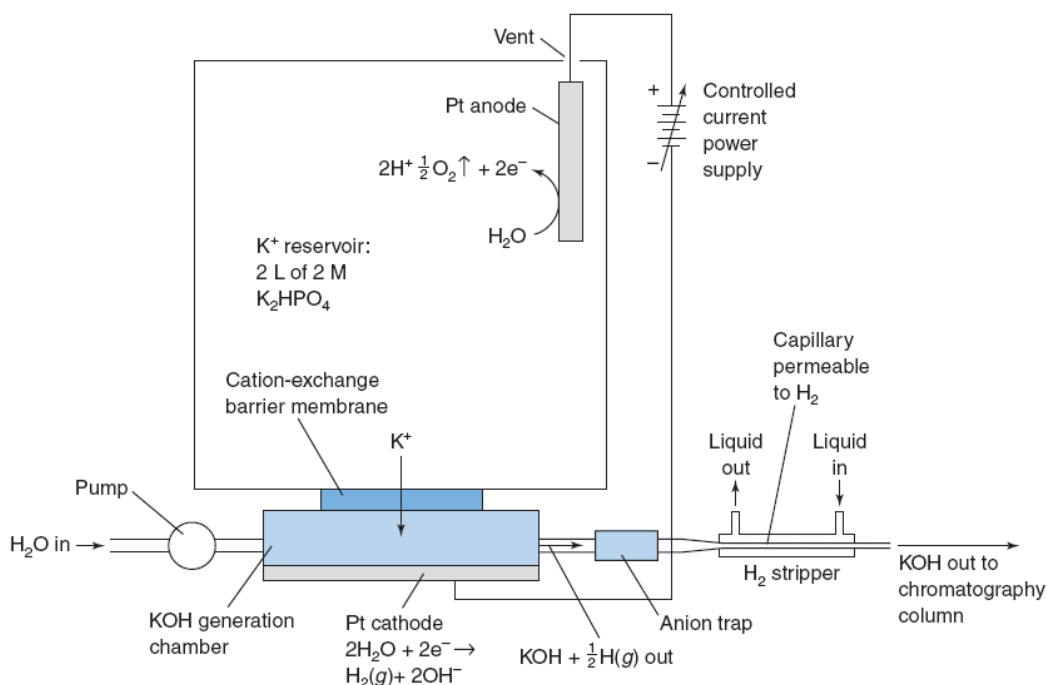 Vent
Pt anode
+
−
Controlled
current
power
supply
2H⁺ ½O₂↑ + 2e⁻
H₂O
K⁺ reservoir:
2 L of 2 M
K₂HPO₄
Cation-exchange
barrier membrane
K⁺
Capillary
permeable
to H₂
Liquid
out
Liquid
in
Pump
H₂O in
KOH generation
chamber
Pt cathode
2H₂O + 2e⁻ →
H₂(g)+ 2OH⁻
KOH + ½H(g) out
Anion trap
H₂ stripper
KOH out to
chromatography
column